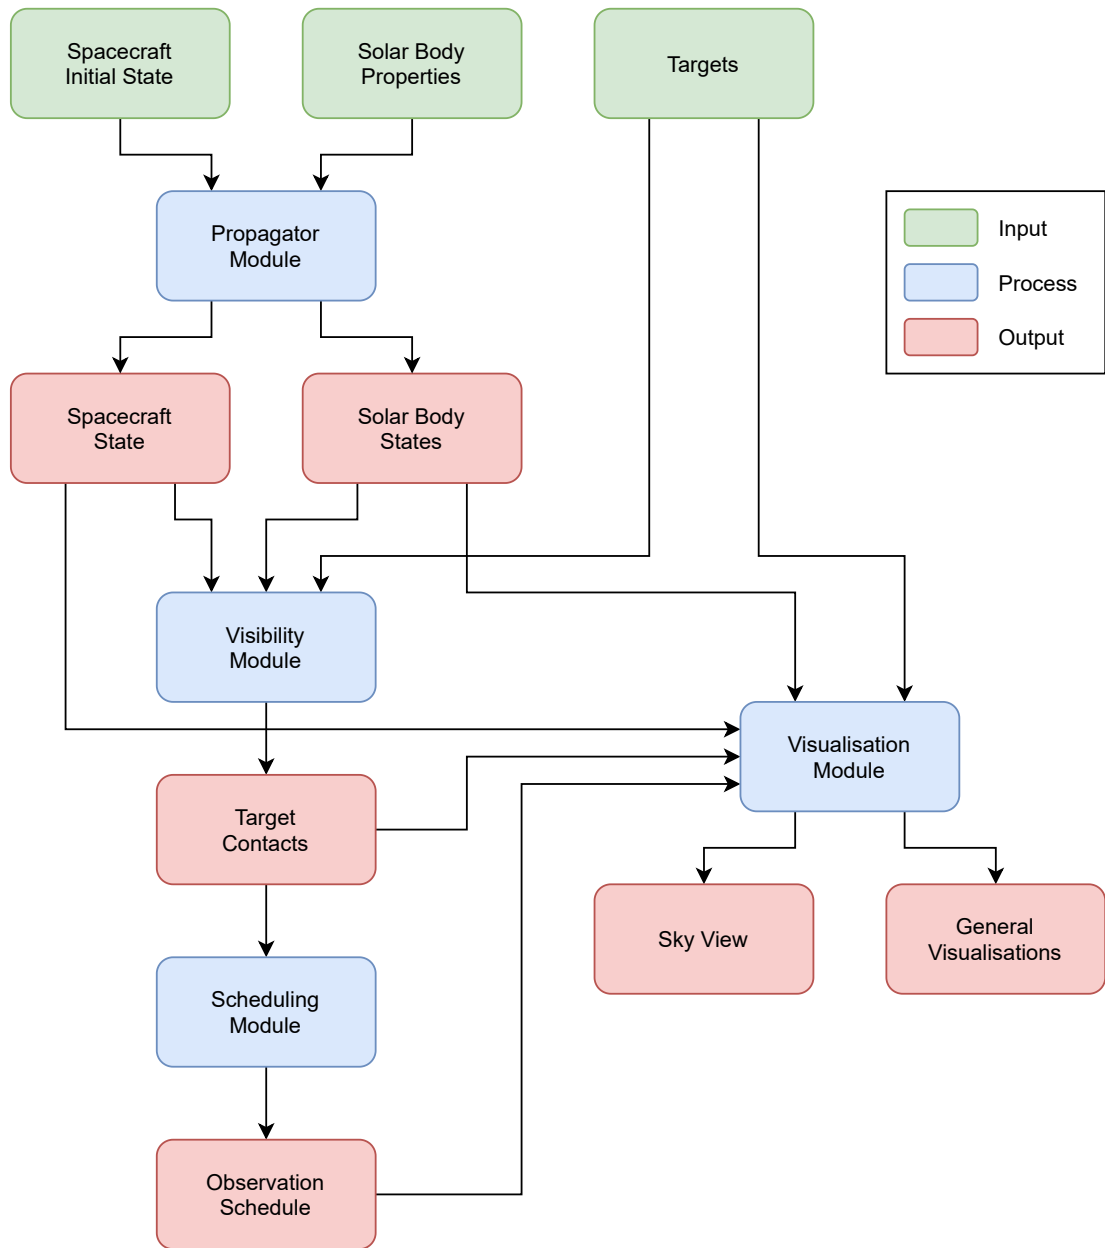 Spacecraft
Initial State
Solar Body
Properties
Targets
Propagator
Module
Input
Process
Output
Spacecraft
State
Solar Body
States
Visibility
Module
Visualisation
Module
Target
Contacts
Sky View
General
Visualisations
Scheduling
Module
Observation
Schedule